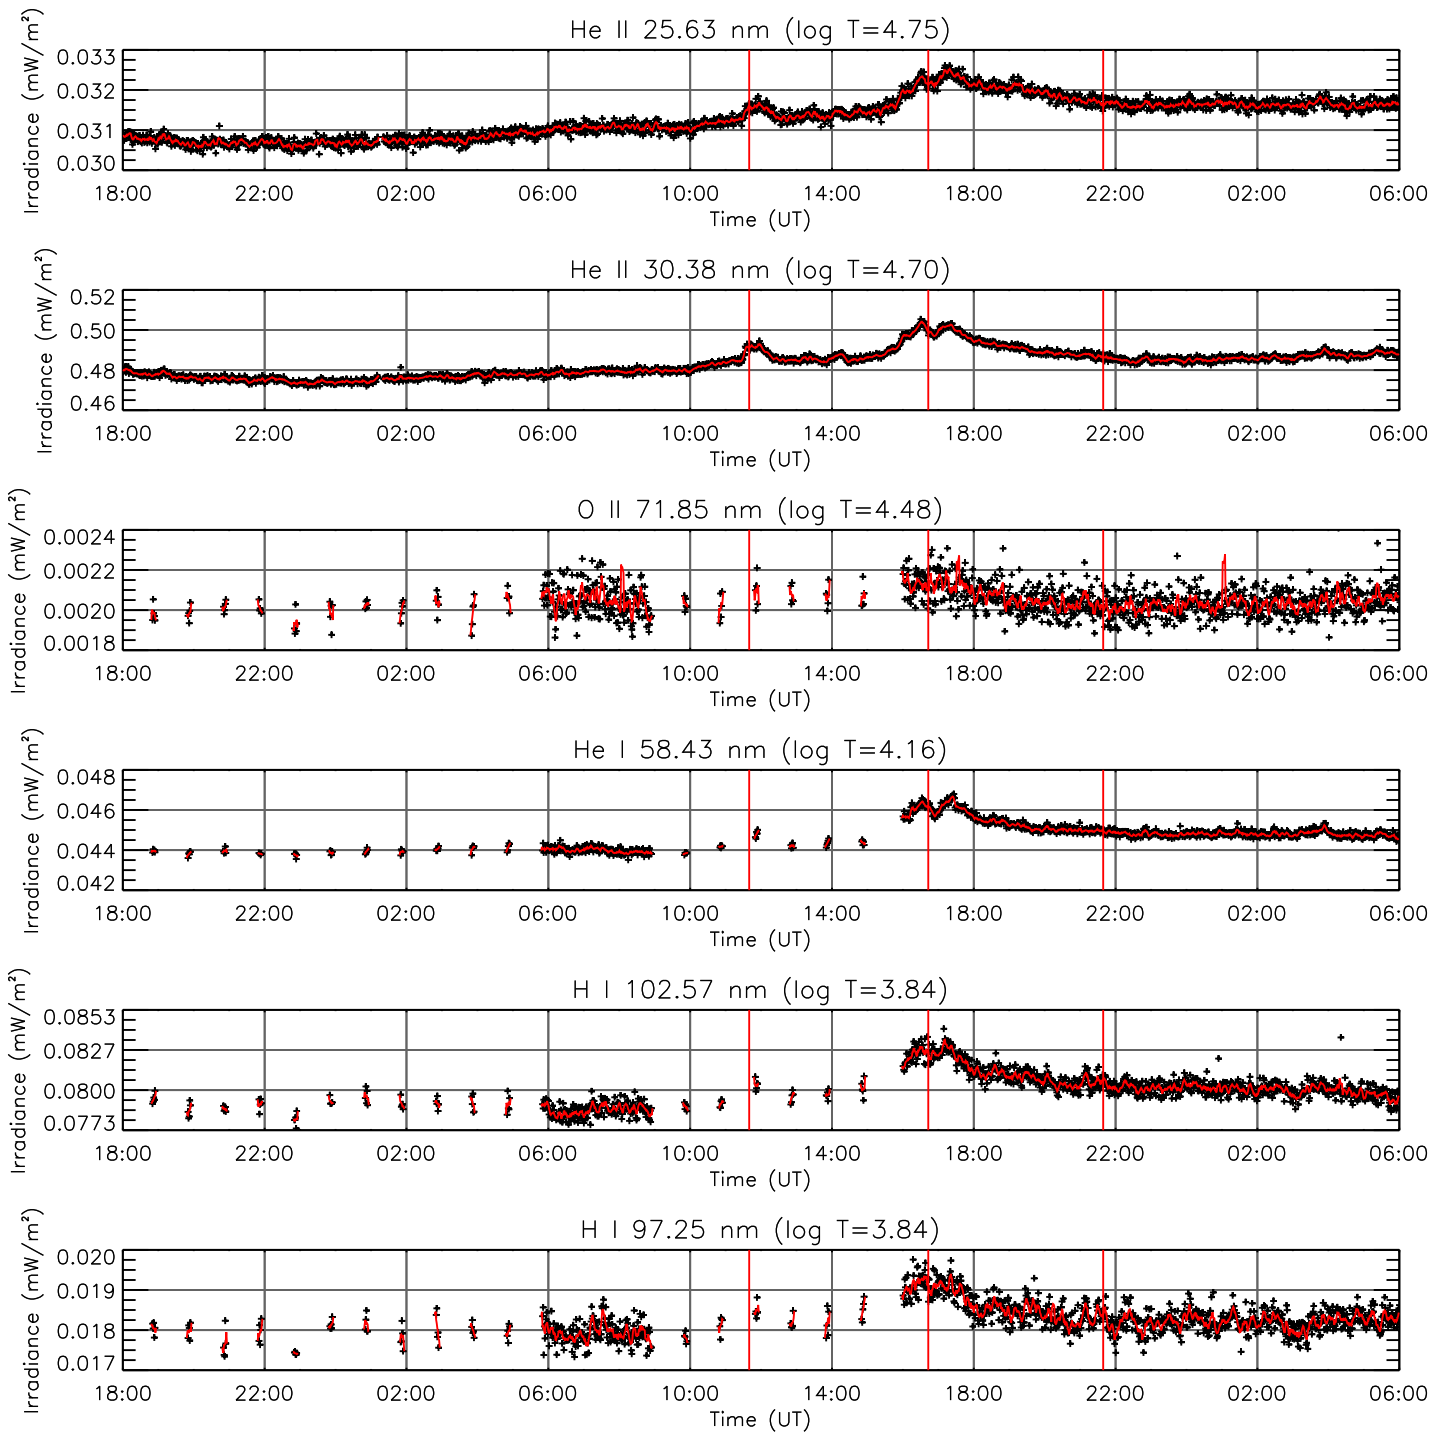 He II 25.63 nm (log T=4.75)
Irradiance (mW/m²)
0.033
0.032
0.031
0.030
18:00 22:00 02:00 06:00 10:00 14:00 18:00 22:00 02:00 06:00
Time (UT)
He II 30.38 nm (log T=4.70)
Irradiance (mW/m²)
0.52
0.50
0.48
0.46
18:00 22:00 02:00 06:00 10:00 14:00 18:00 22:00 02:00 06:00
Time (UT)
O II 71.85 nm (log T=4.48)
Irradiance (mW/m²)
0.0024
0.0022
0.0020
0.0018
18:00 22:00 02:00 06:00 10:00 14:00 18:00 22:00 02:00 06:00
Time (UT)
He I 58.43 nm (log T=4.16)
Irradiance (mW/m²)
0.048
0.046
0.044
0.042
18:00 22:00 02:00 06:00 10:00 14:00 18:00 22:00 02:00 06:00
Time (UT)
H I 102.57 nm (log T=3.84)
Irradiance (mW/m²)
0.0853
0.0827
0.0800
0.0773
18:00 22:00 02:00 06:00 10:00 14:00 18:00 22:00 02:00 06:00
Time (UT)
H I 97.25 nm (log T=3.84)
Irradiance (mW/m²)
0.020
0.019
0.018
0.017
18:00 22:00 02:00 06:00 10:00 14:00 18:00 22:00 02:00 06:00
Time (UT)